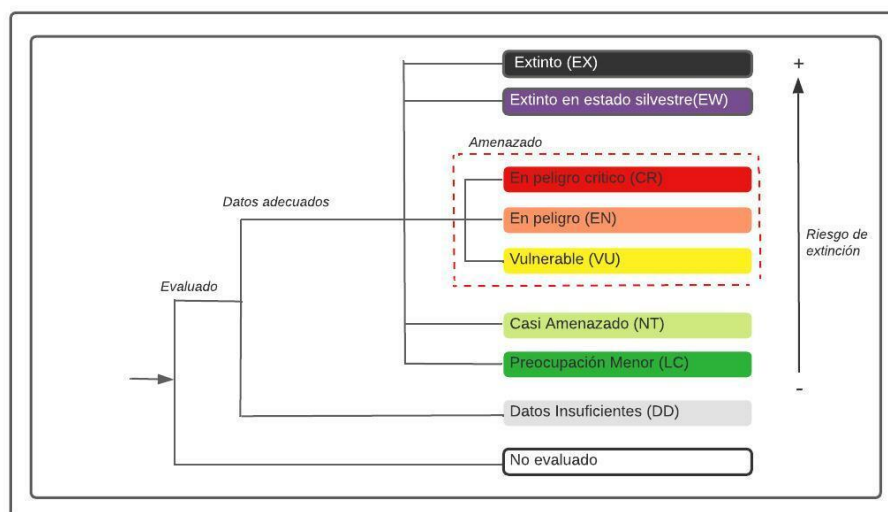 Extinto (EX)
+
Extinto en estado silvestre(EW)
Amenazado
En peligro critico (CR)
Datos adecuados
En peligro (EN)
Riesgo de
extinción
Vulnerable (VU)
Evaluado
Casi Amenazado (NT)
Preocupación Menor (LC)
-
Datos Insuficientes (DD)
No evaluado